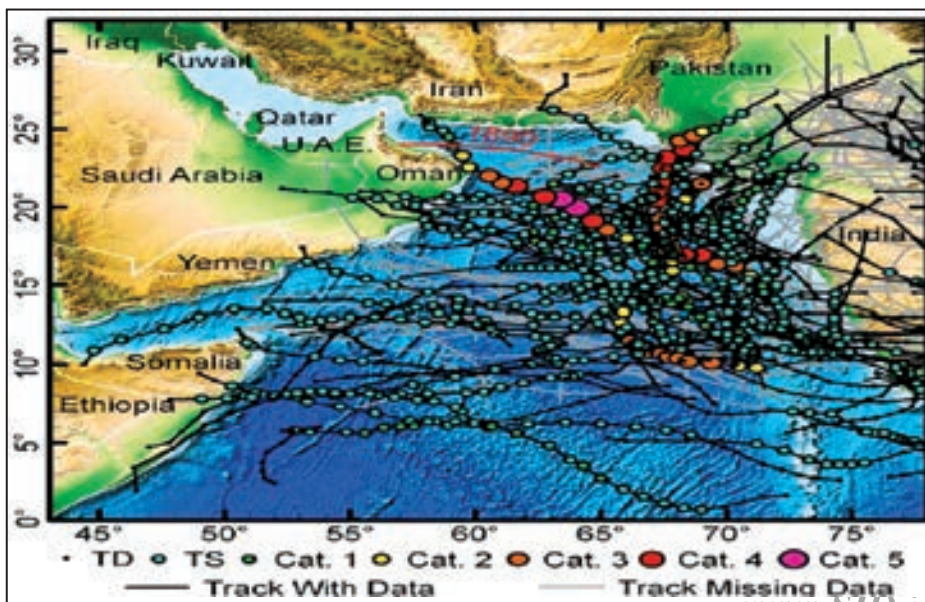 30°
25°
20°
15°
10°
5°
0°
Iraq
Kuwait
Iran
Pakistan
Qatar
U.A.E.
1890
Saudi Arabia
Oman
India
Yemen
Somalia
Ethiopia
45° 50° 55° 60° 65° 70° 75°
TD TS Cat. 1 Cat. 2 Cat. 3 Cat. 4 Cat. 5
Track With Data Track Missing Data